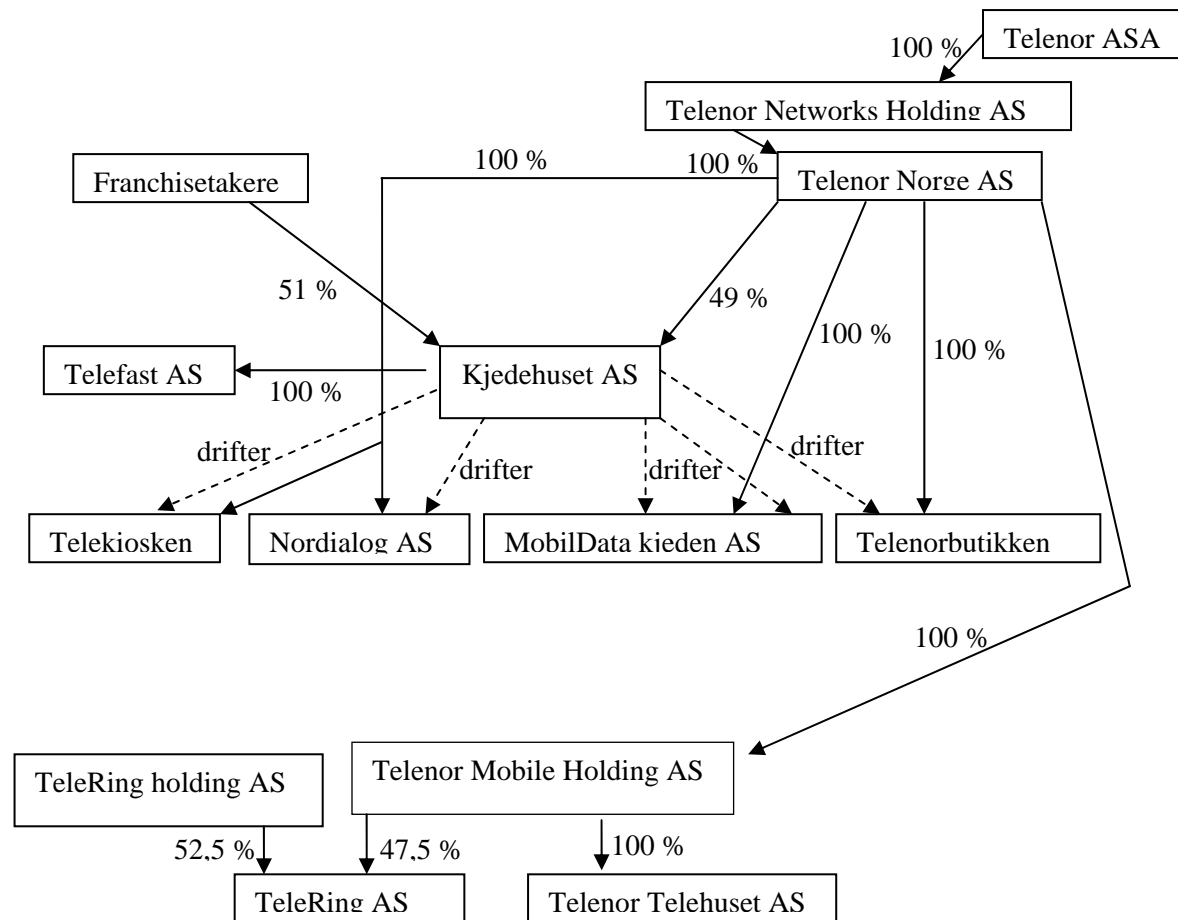 Telenor ASA
100 %
Telenor Networks Holding AS
100 %
100 %
Franchisetakere
Telenor Norge AS
51 %
49 %
100 %
100 %
Telefast AS
Kjedehuset AS
100 %
drifter
drifter
drifter
drifter
Telekiosken
Nordialog AS
MobilData kjeden AS
Telenorbutikken
100 %
TeleRing holding AS
Telenor Mobile Holding AS
52,5 %
47,5 %
100 %
TeleRing AS
Telenor Telehuset AS